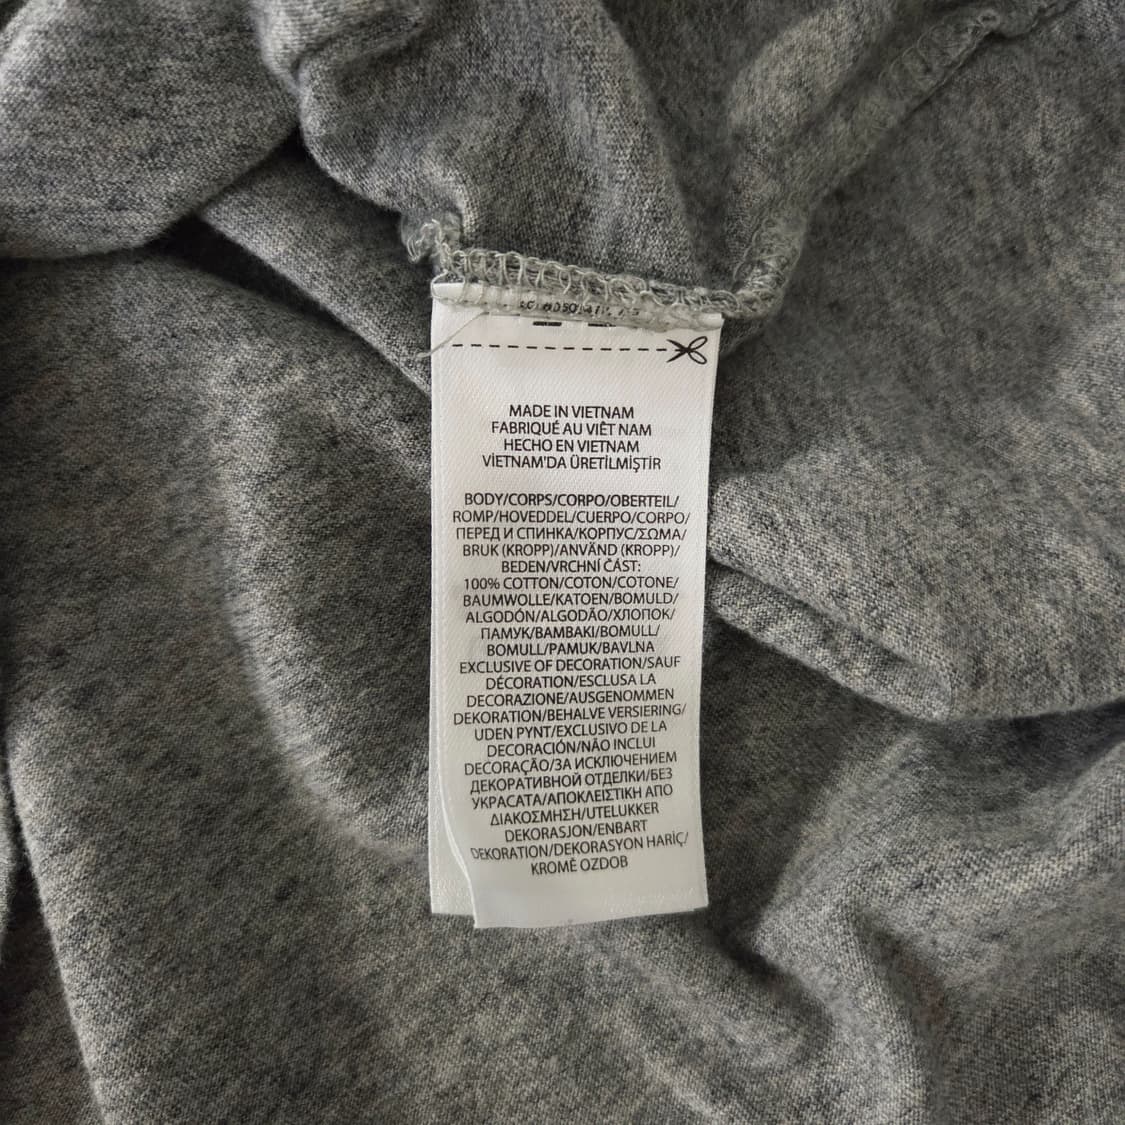 MADE IN VIETNAM
FABRIQUÉ AU VIÊT NAM
HECHO EN VIETNAM
VİETNAM'DA ÜRETİLMİŞTİR
BODY/CORPS/CORPO/OBERTEIL/
ROMP/HOVEDDEL/CUERPO/CORPO/
ПЕРЕД И СПИНКА/КОРПУС/ΣΩΜΑ/
BRUK (KROPP)/ANVÄND (KROPP)/
BEDEN/VRCHNÍ ČÁST:
100% COTTON/COTON/COTONE/
BAUMWOLLE/KATOEN/BOMULD/
ALGODÓN/ALGODÃO/ХЛОПОК/
ПАМУК/BAMBAKI/BOMULL/
BOMULL/PAMUK/BAVLNA
EXCLUSIVE OF DECORATION/SAUF
DÉCORATION/ESCLUSA LA
DECORAZIONE/AUSGENOMMEN
DEKORATION/BEHALVE VERSIERING/
UDEN PYNT/EXCLUSIVO DE LA
DECORACIÓN/NÃO INCLUI
DECORAÇÃO/ЗА ИСКЛЮЧЕНИЕМ
ДЕКОРАТИВНОЙ ОТДЕЛКИ/БЕЗ
УКРАСАТА/ΑΠΟΚΛΕΙΣΤΙΚΗ ΑΠΟ
ΔΙΑΚΟΣΜΗΣΗ/UTELUKKER
DEKORASJON/ENBART
DEKORATION/DEKORASYON HARİÇ/
KROMĚ OZDOB